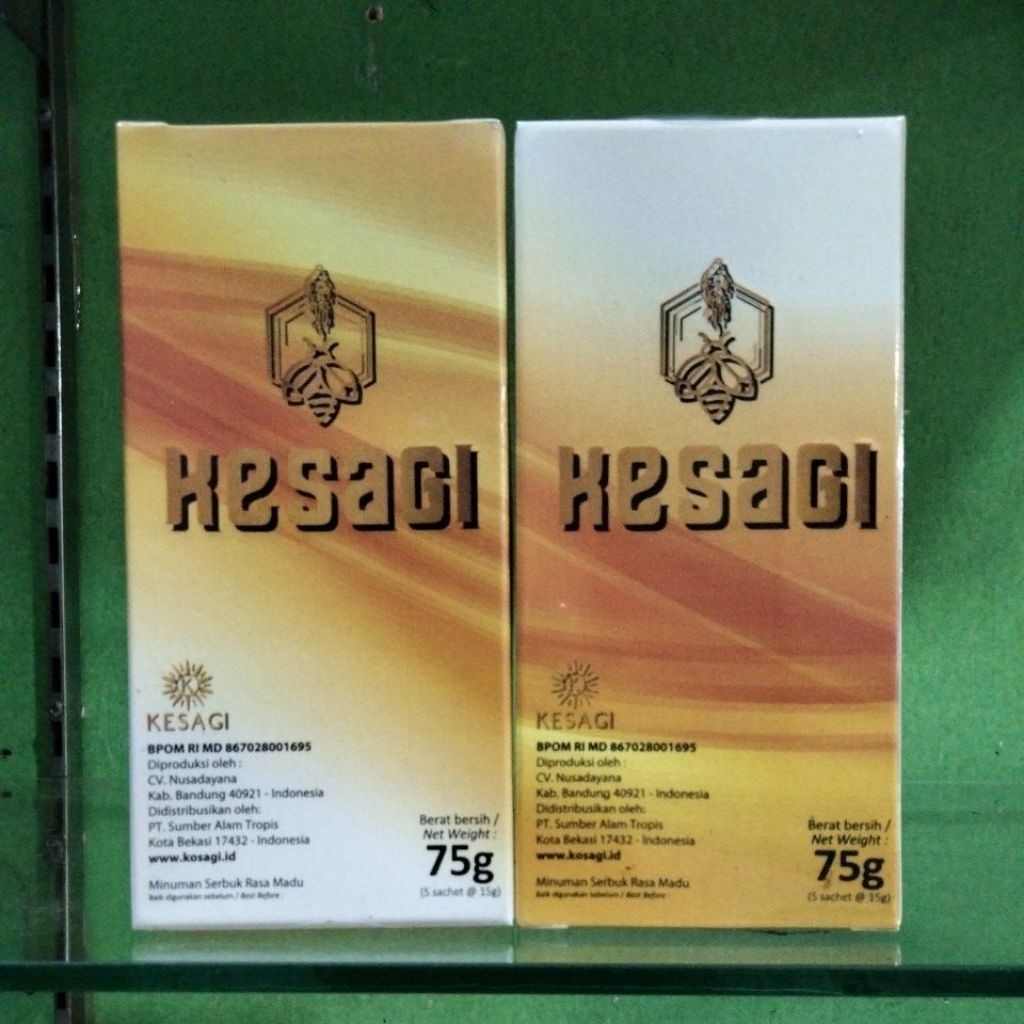 KESAGI
KESAGI
BPOM RI MD 867028001695
Diproduksi oleh :
CV. Nusadayana
Kab. Bandung 40921 - Indonesia
Didistribusikan oleh:
PT. Sumber Alam Tropis
Kota Bekasi 17432 - Indonesia
www.kosagi.id
Minuman Serbuk Rasa Madu
Baik digunakan sebelum / Best Before :
Berat bersih /
Net Weight :
75g
(5 sachet @ 15g)
KESAGI
KESAGI
BPOM RI MD 867028001695
Diproduksi oleh :
CV. Nusadayana
Kab. Bandung 40921 - Indonesia
Didistribusikan oleh:
PT. Sumber Alam Tropis
Kota Bekasi 17432 - Indonesia
www.kosagi.id
Minuman Serbuk Rasa Madu
Baik digunakan sebelum / Best Before :
Berat bersih /
Net Weight :
75g
(5 sachet @ 15g)